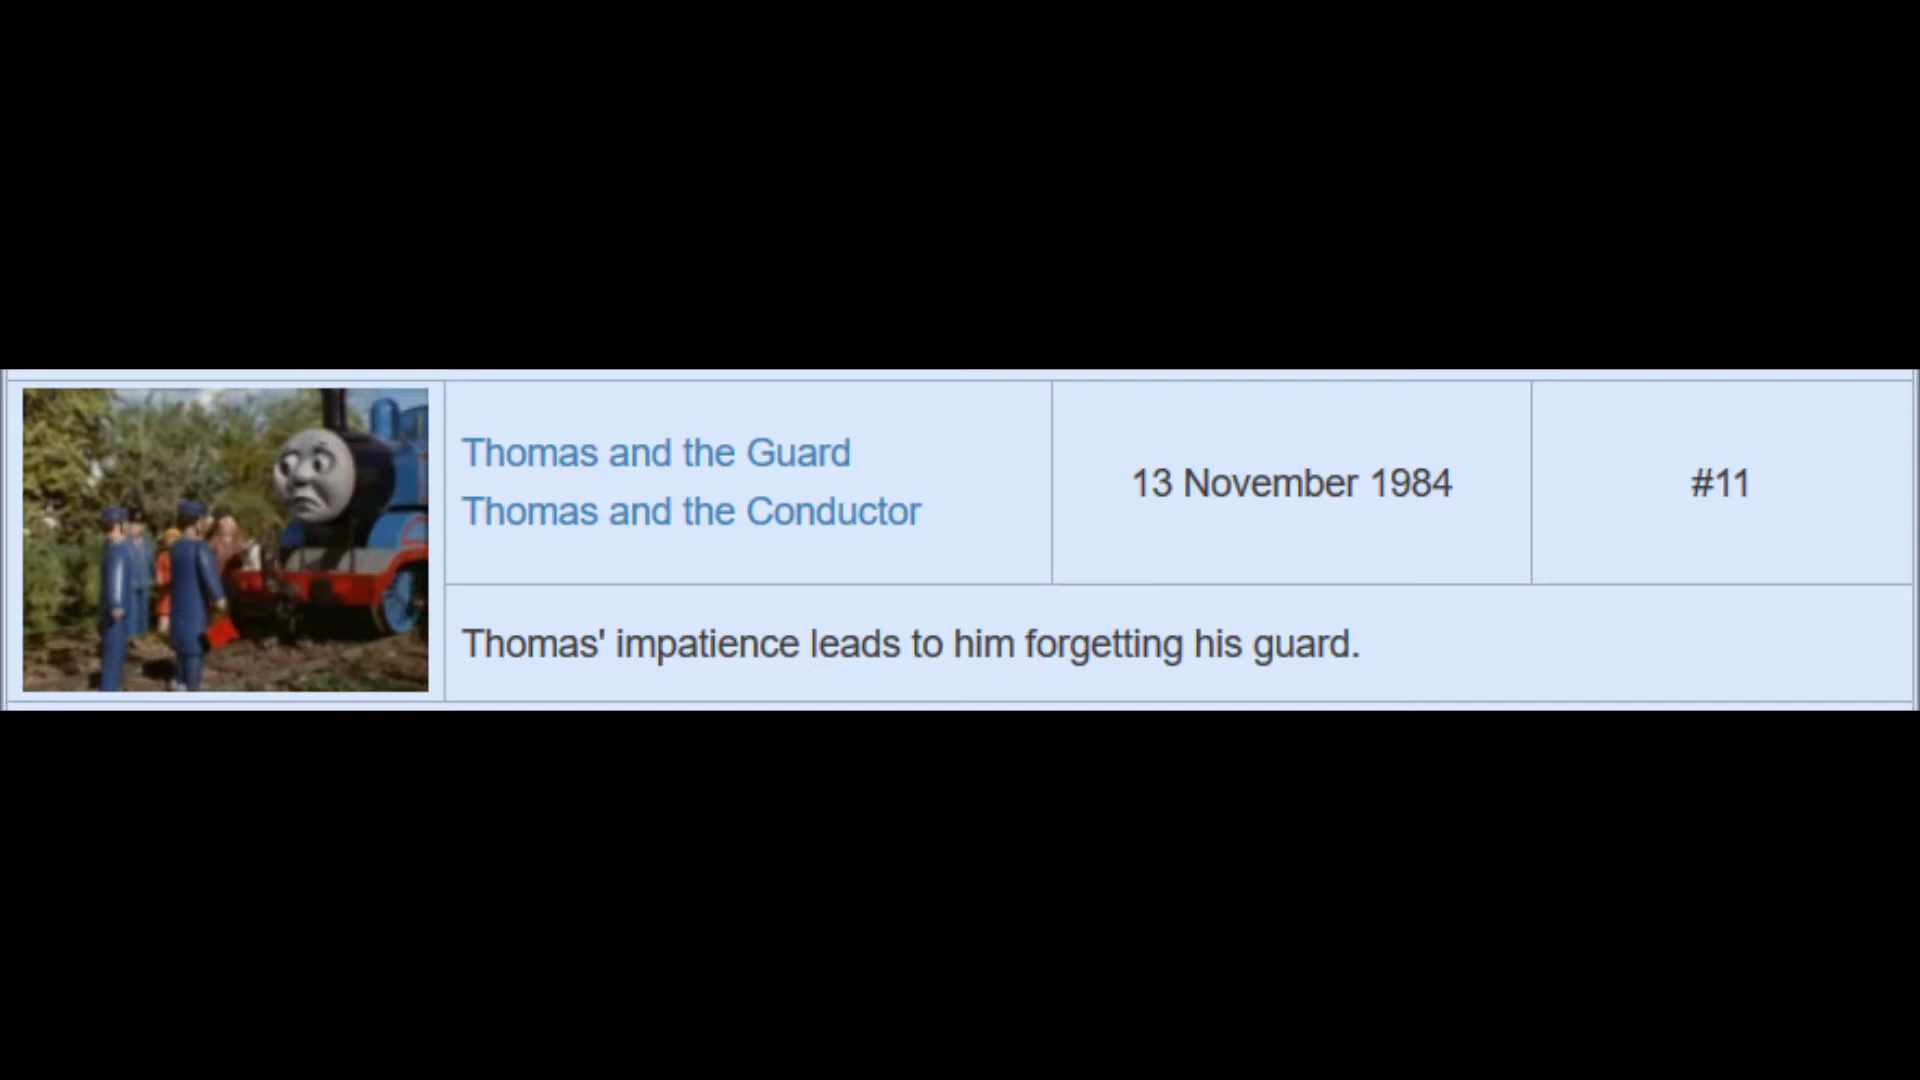 Thomas and the Guard
Thomas and the Conductor
13 November 1984
#11
Thomas' impatience leads to him forgetting his guard.